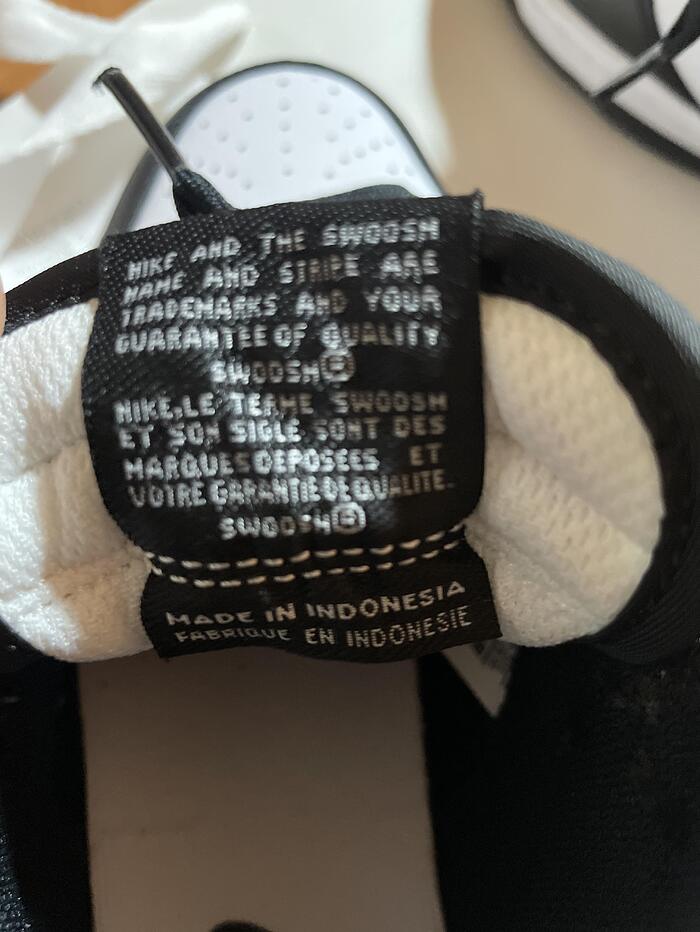 NIKE AND THE SWOOSH
NAME AND STRIPE ARE
TRADEMARKS AND YOUR
GUARANTEE OF QUALITY
SWOOSH®
NIKE,LE TERME SWOOSH
ET SON SIGLE SONT DES
MARQUES DEPOSEES ET
VOTRE GARANTIE DE QUALITE.
SWOOSH®
MADE IN INDONESIA
FABRIQUE EN INDONESIE